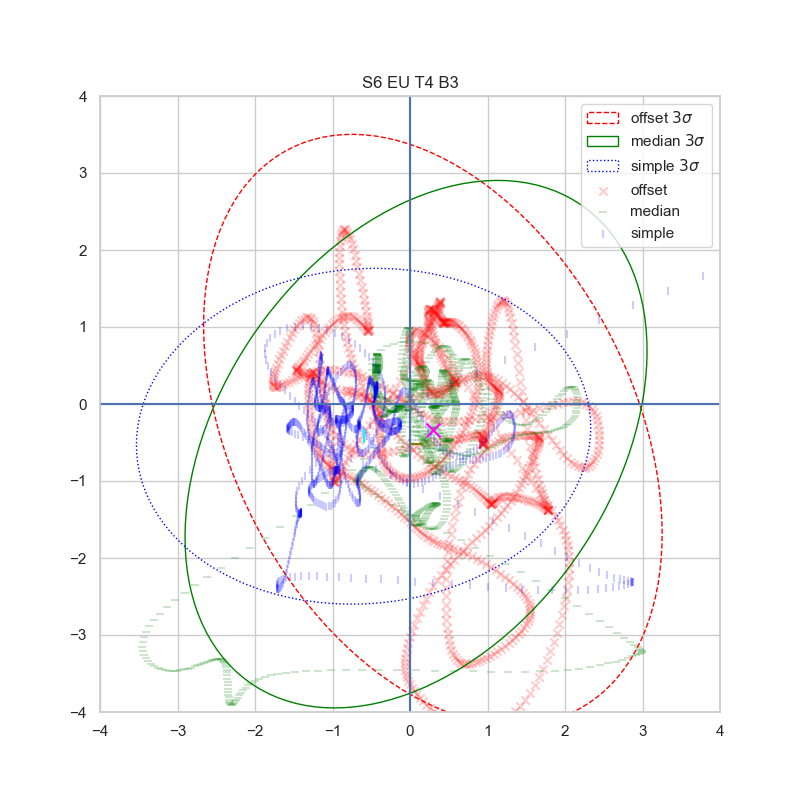 S6 EU T4 B3
offset 3σ
median 3σ
simple 3σ
offset
median
simple
4
3
2
1
0
−1
−2
−3
−4
−4 −3 −2 −1 0 1 2 3 4